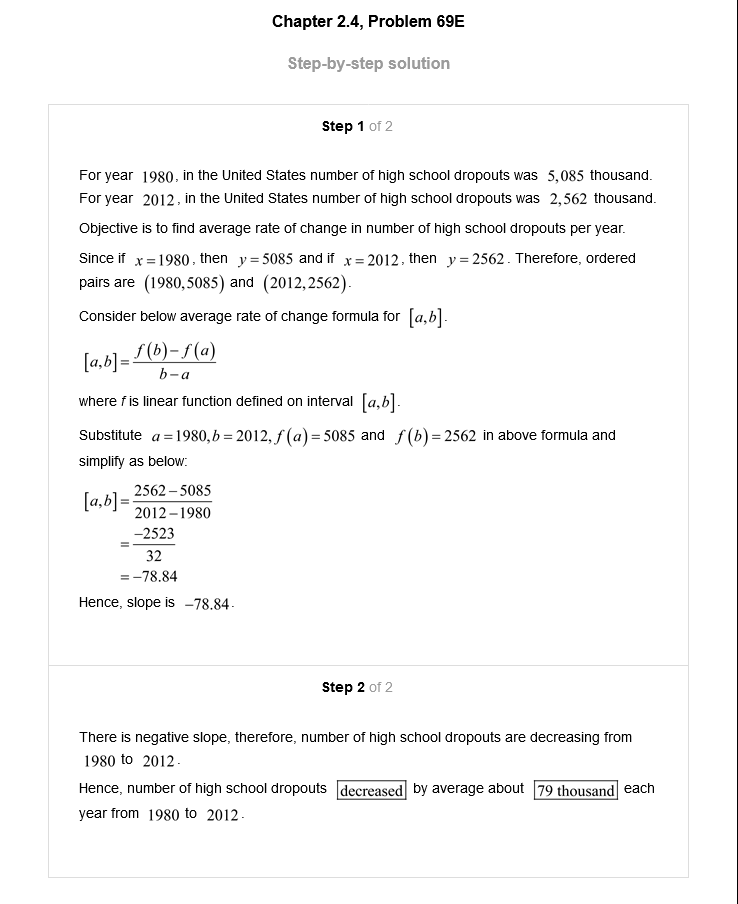 Chapter 2.4, Problem 69E
Step-by-step solution
Step 1 of 2
For year 1980, in the United States number of high school dropouts was 5,085 thousand.
For year 2012, in the United States number of high school dropouts was 2,562 thousand.
Objective is to find average rate of change in number of high school dropouts per year.
Since if x = 1980, then y = 5085 and if x = 2012, then y = 2562. Therefore, ordered
pairs are (1980,5085) and (2012,2562).
Consider below average rate of change formula for [a,b].
[a,b] = f(b) − f(a) / b − a
where f is linear function defined on interval [a,b].
Substitute a = 1980, b = 2012, f(a) = 5085 and f(b) = 2562 in above formula and
simplify as below:
[a,b] = 2562 − 5085 / 2012 − 1980
= −2523 / 32
= −78.84
Hence, slope is −78.84.
Step 2 of 2
There is negative slope, therefore, number of high school dropouts are decreasing from
1980 to 2012.
Hence, number of high school dropouts decreased by average about 79 thousand each
year from 1980 to 2012.